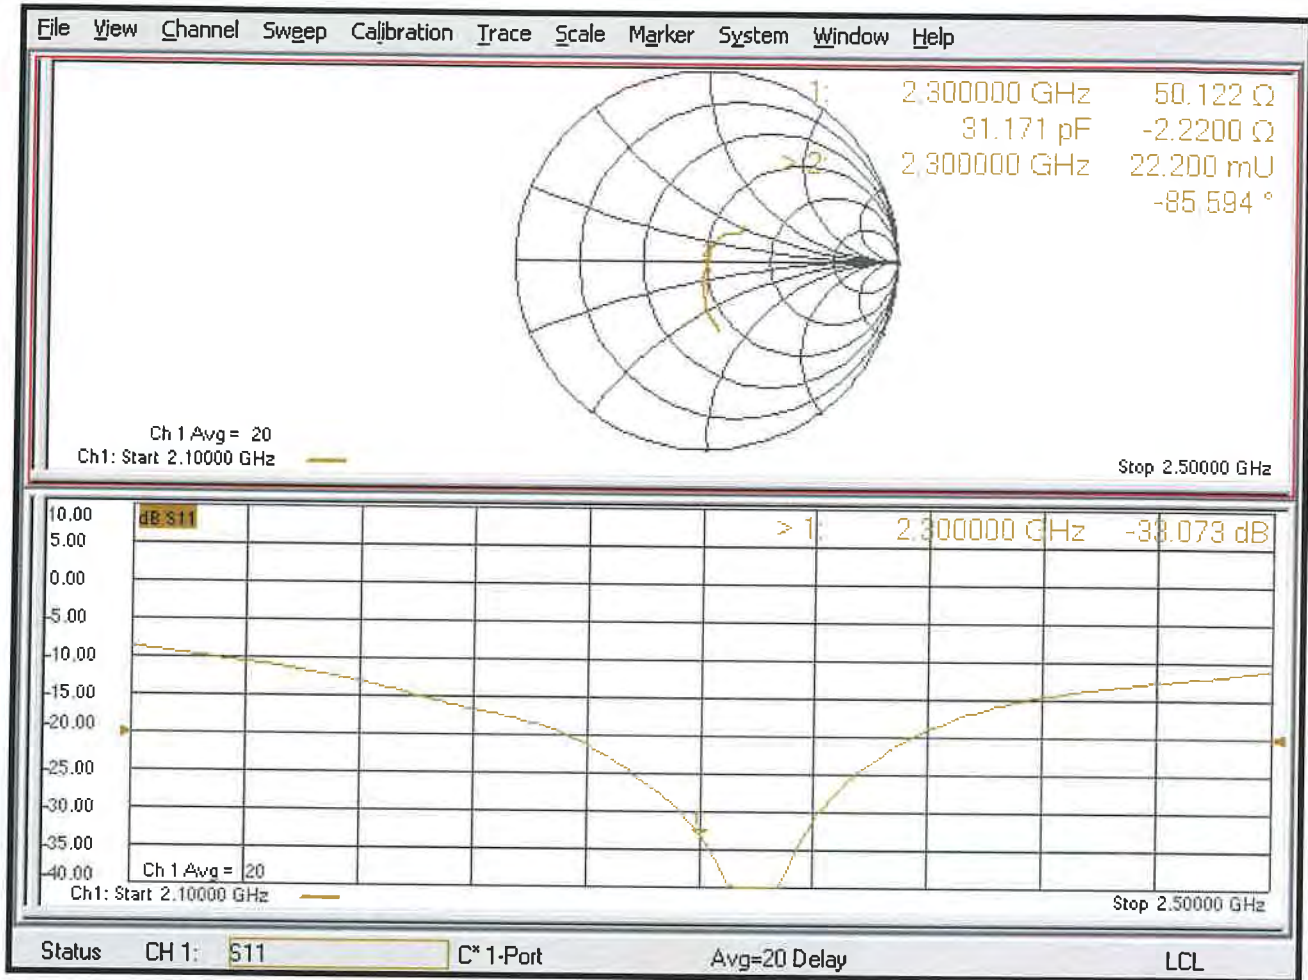 File View Channel Sweep Calibration Trace Scale Marker System Window Help
1: 2.300000 GHz 50.122 Ω
31.171 pF -2.2200 Ω
> 2: 2.300000 GHz 22.200 mU
-85.594 °
Ch 1 Avg = 20
Ch1: Start 2.10000 GHz
Stop 2.50000 GHz
10.00
dB S11
> 1: 2.300000 GHz -33.073 dB
5.00
0.00
-5.00
-10.00
-15.00
-20.00
-25.00
-30.00
-35.00
-40.00
Ch 1 Avg = 20
Ch1: Start 2.10000 GHz
Stop 2.50000 GHz
Status CH 1: S11 C* 1-Port Avg=20 Delay LCL